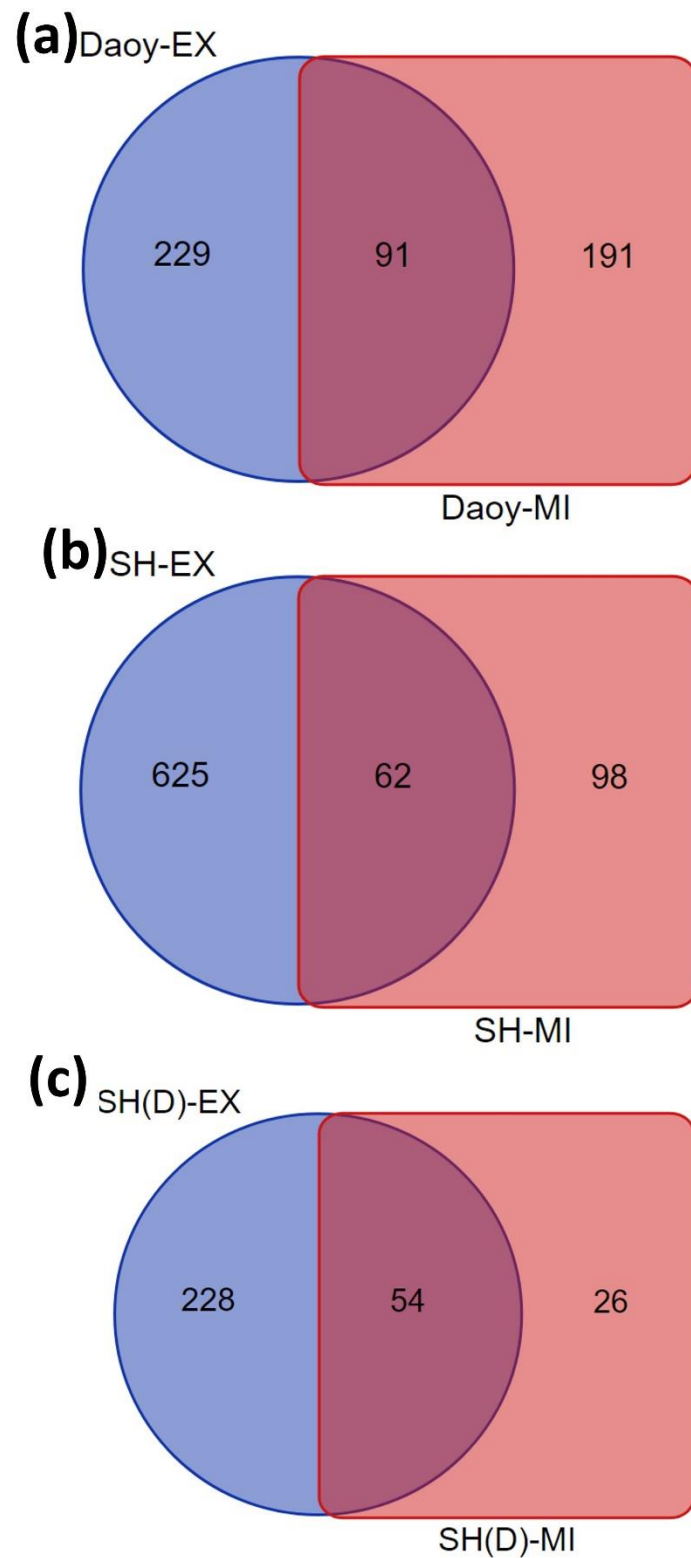 (a) Daoy-EX
229 91 191
Daoy-MI
(b) SH-EX
625 62 98
SH-MI
(c) SH(D)-EX
228 54 26
SH(D)-MI